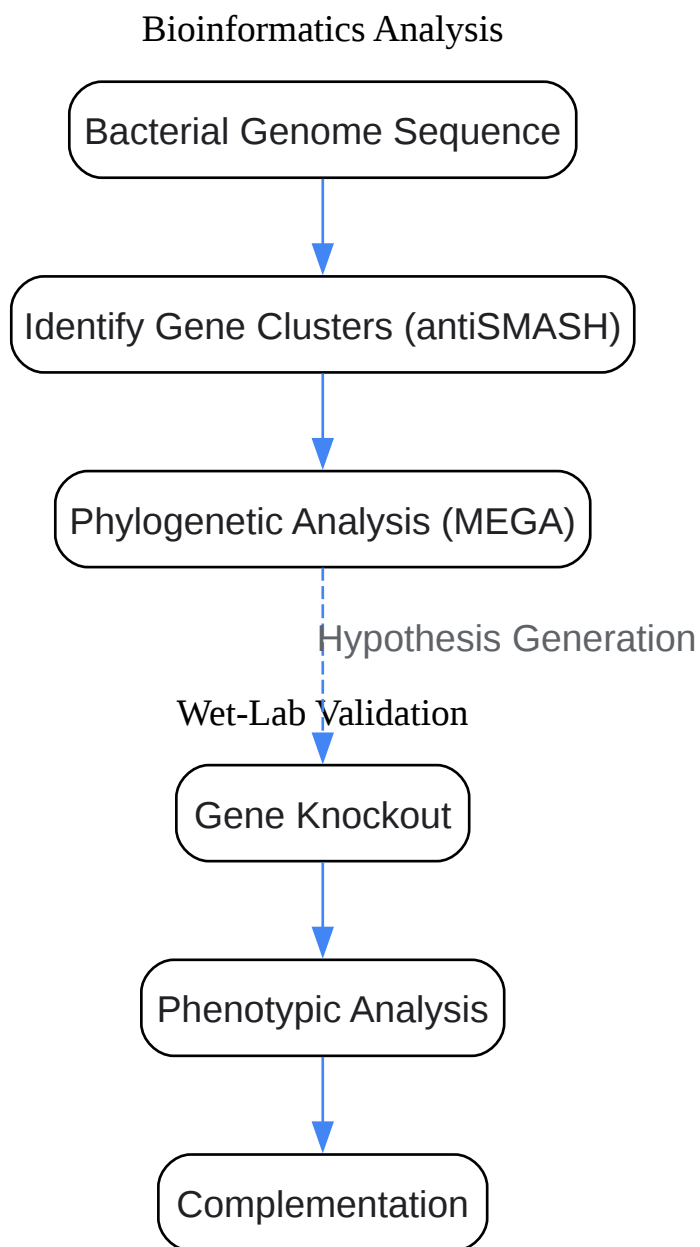 Bioinformatics Analysis
Bacterial Genome Sequence
Identify Gene Clusters (antiSMASH)
Phylogenetic Analysis (MEGA)
Hypothesis Generation
Wet-Lab Validation
Gene Knockout
Phenotypic Analysis
Complementation